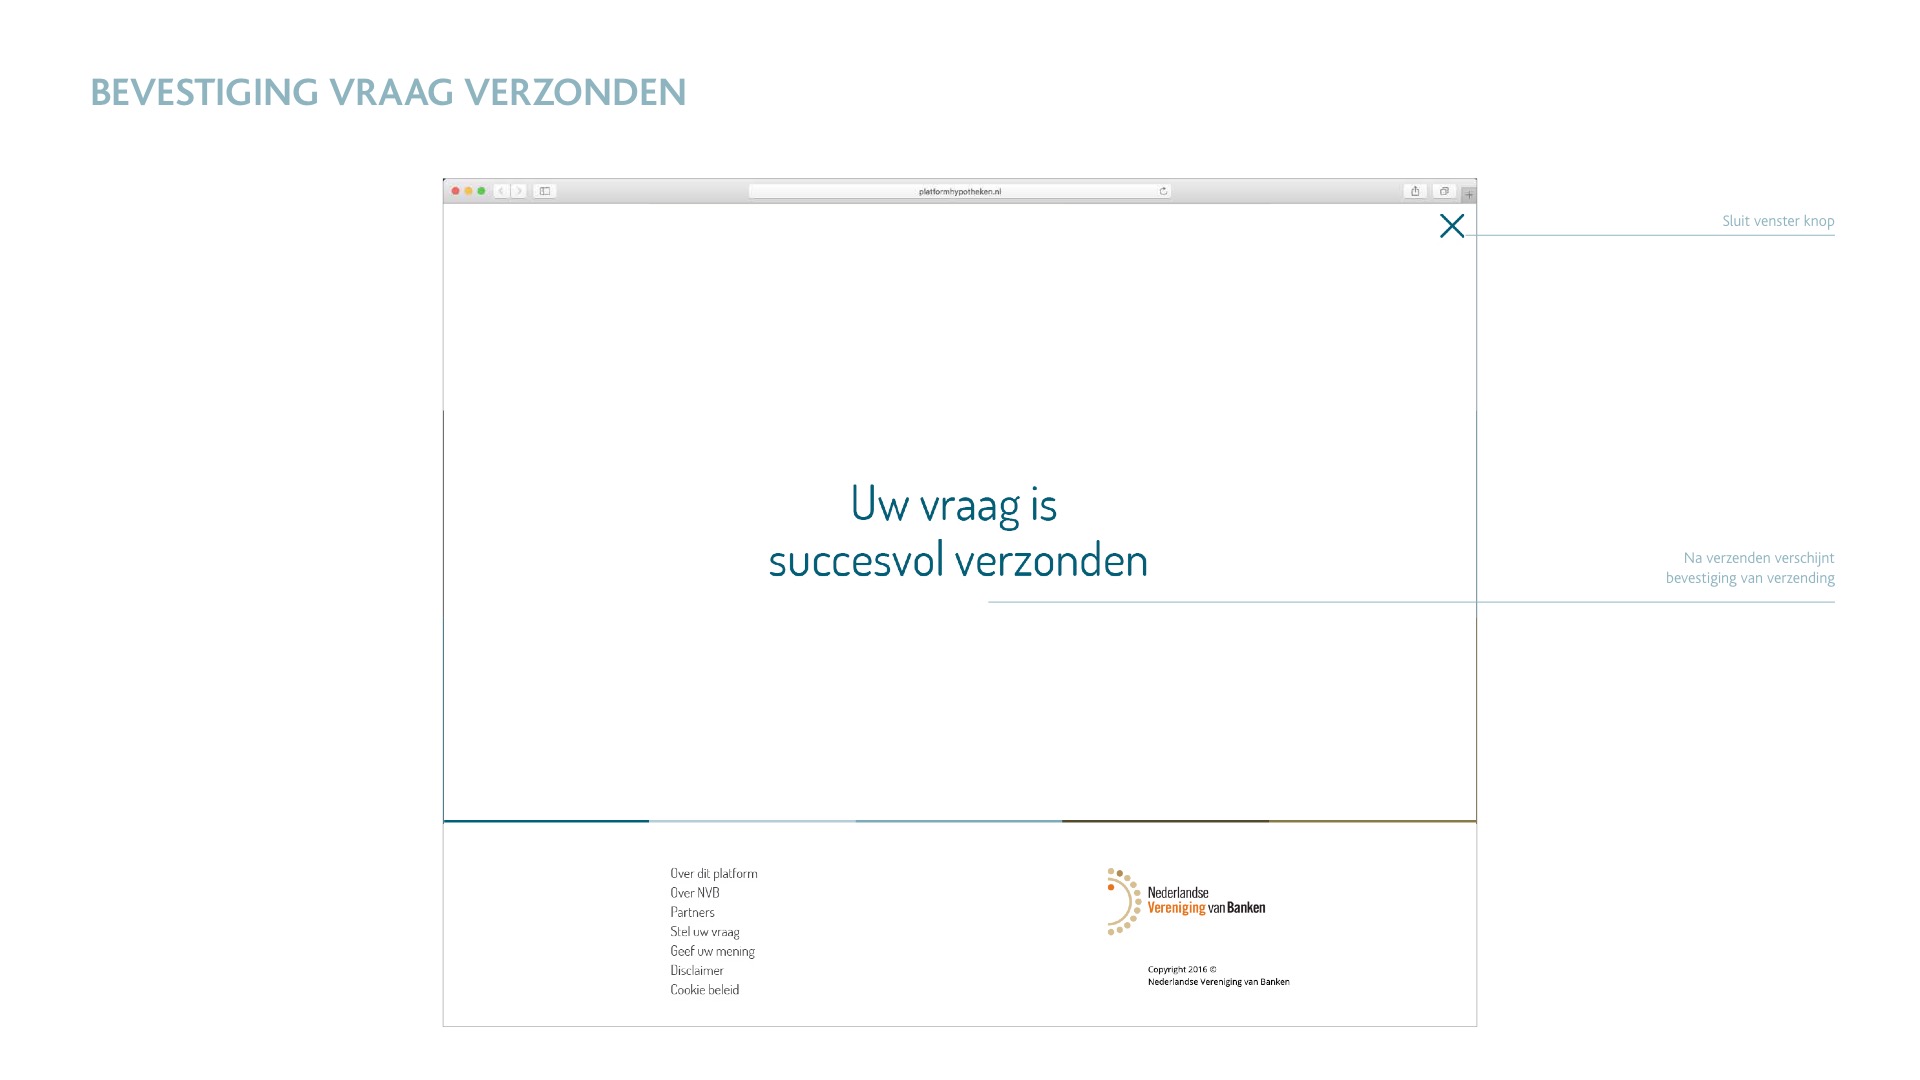 BEVESTIGING VRAAG VERZONDEN
platformhypotheken.nl
Sluit venster knop
Uw vraag is
succesvol verzonden
Na verzenden verschijnt
bevestiging van verzending
Over dit platform
Over NVB
Partners
Stel uw vraag
Geef uw mening
Disclaimer
Cookie beleid
Nederlandse
Vereniging van Banken
Copyright 2016 ©
Nederlandse Vereniging van Banken